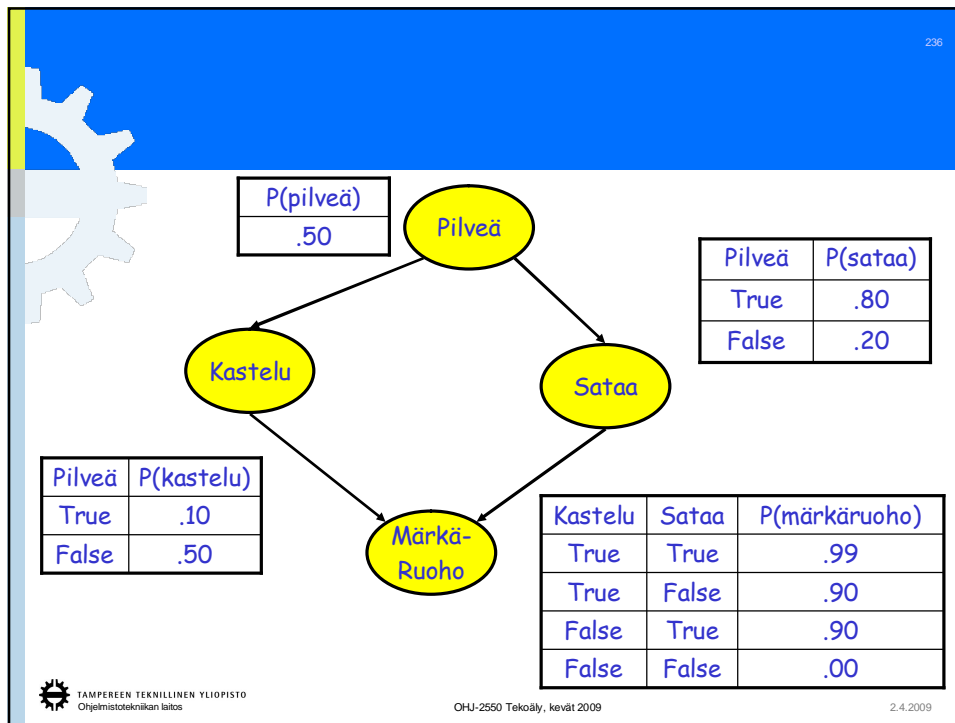 236
P(pilveä)
.50
Pilveä
Pilveä P(sataa)
True .80
False .20
Kastelu
Sataa
Pilveä P(kastelu)
True .10
False .50
Märkä-
Ruoho
Kastelu Sataa P(märkäruoho)
True True .99
True False .90
False True .90
False False .00
TAMPEREEN TEKNILLINEN YLIOPISTO
Ohjelmistotekniikan laitos
OHJ-2550 Tekoäly, kevät 2009
2.4.2009